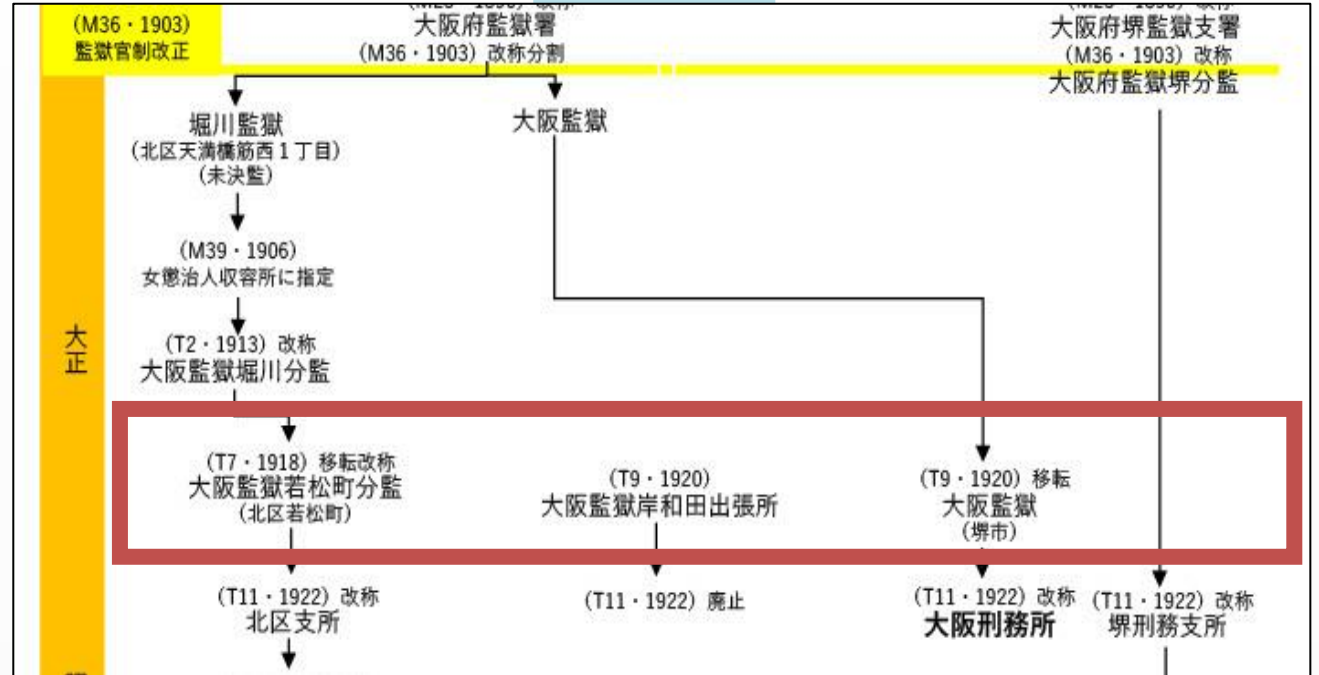 (M36・1903)
監獄官制改正
大阪府監獄署
(M36・1903) 改称分割
大阪府堺監獄支署
(M36・1903) 改称
大阪府監獄堺分監
堀川監獄
(北区天満橋筋西1丁目)
(未決監)
大阪監獄
(M39・1906)
女懲治人収容所に指定
大正
(T2・1913) 改称
大阪監獄堀川分監
(T7・1918) 移転改称
大阪監獄若松町分監
(北区若松町)
(T9・1920)
大阪監獄岸和田出張所
(T9・1920) 移転
大阪監獄
(堺市)
(T11・1922) 改称
北区支所
(T11・1922) 廃止
(T11・1922) 改称
大阪刑務所
(T11・1922) 改称
堺刑務支所